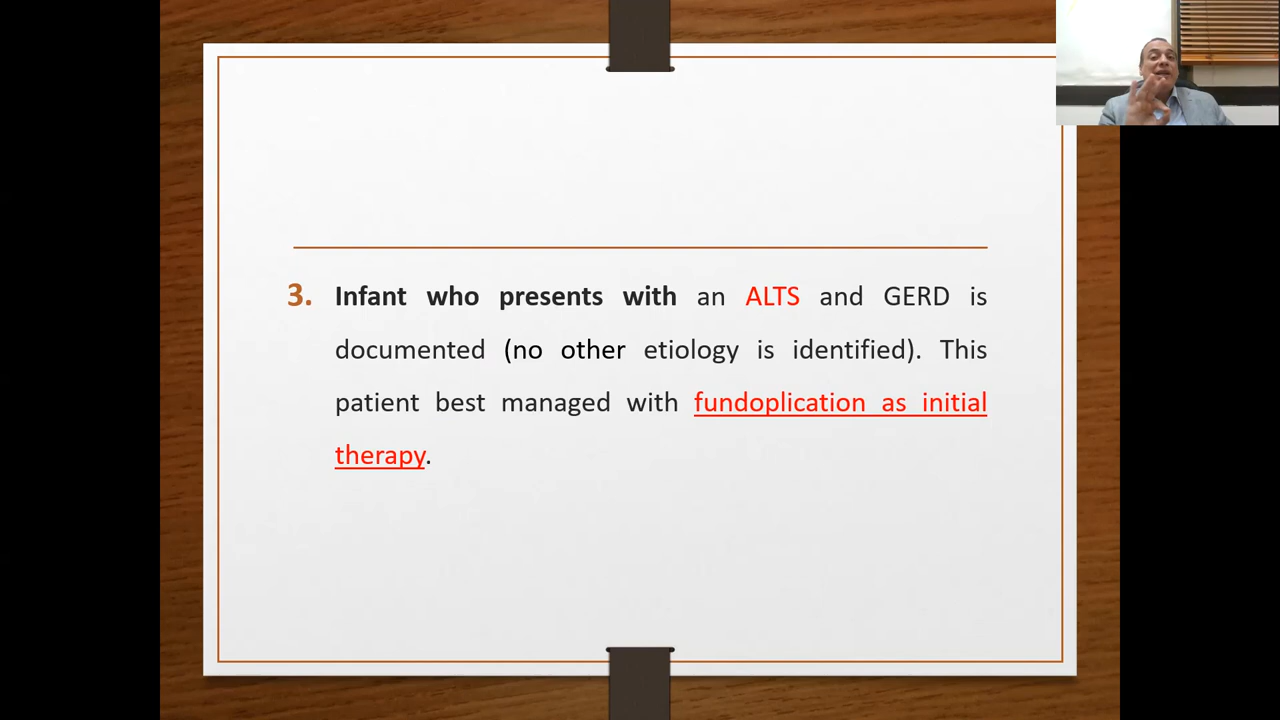 3. Infant who presents with an ALTS and GERD is
documented (no other etiology is identified). This
patient best managed with fundoplication as initial
therapy.